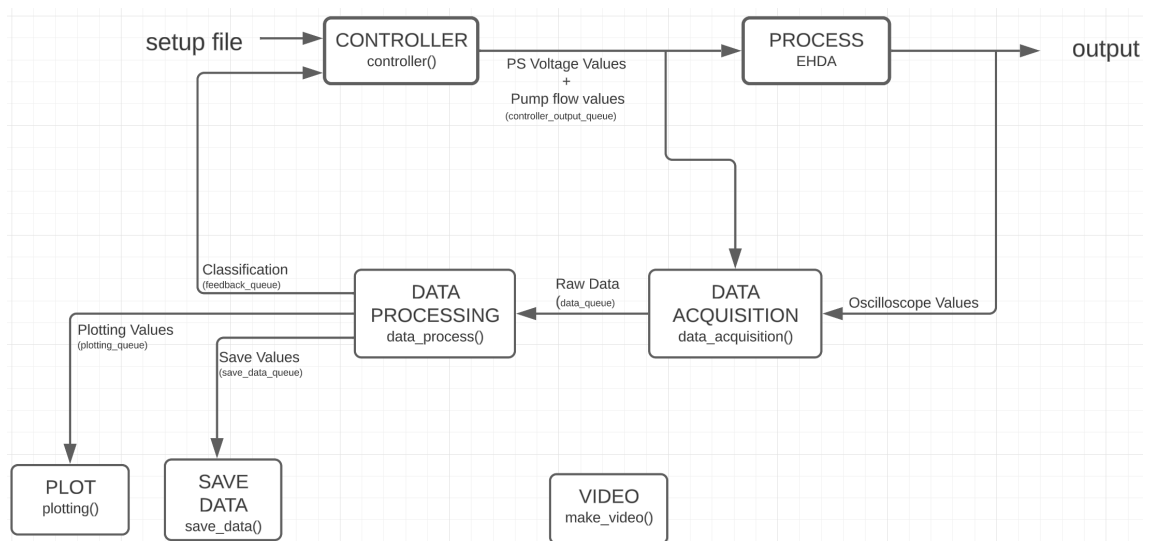 setup file
CONTROLLER
controller()
PS Voltage Values
+
Pump flow values
(controller_output_queue)
PROCESS
EHDA
output
Classification
(feedback_queue)
DATA
PROCESSING
data_process()
Raw Data
(data_queue)
DATA
ACQUISITION
data_acquisition()
Oscilloscope Values
Plotting Values
(plotting_queue)
Save Values
(save_data_queue)
PLOT
plotting()
SAVE
DATA
save_data()
VIDEO
make_video()